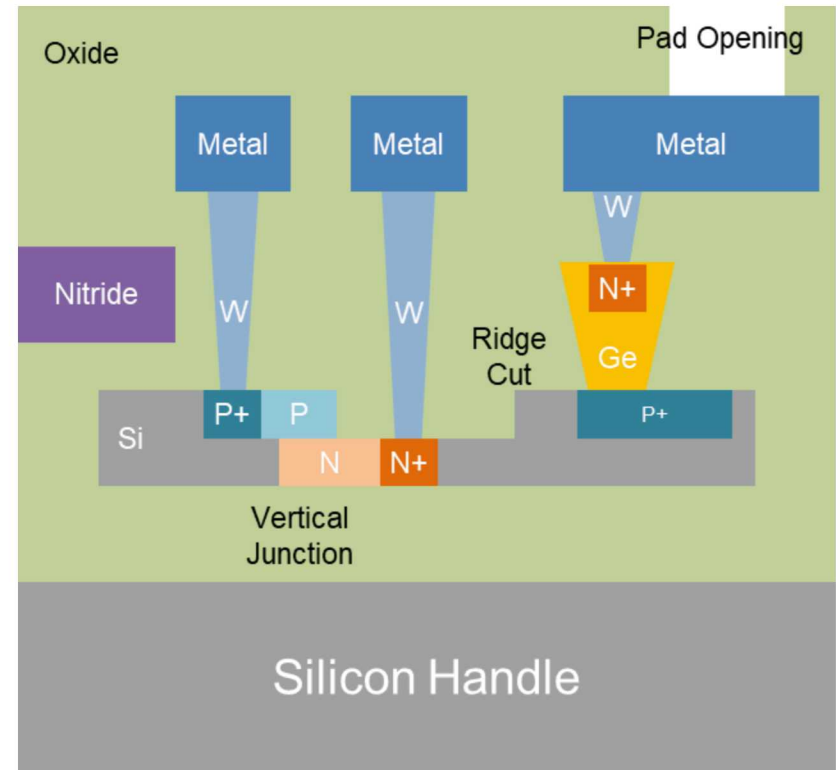 Pad Opening
Oxide
Metal
Metal
Metal
W
Nitride
N+
W
W
Ridge
Cut
Ge
P+
P
P+
Si
N
N+
Vertical
Junction
Silicon Handle